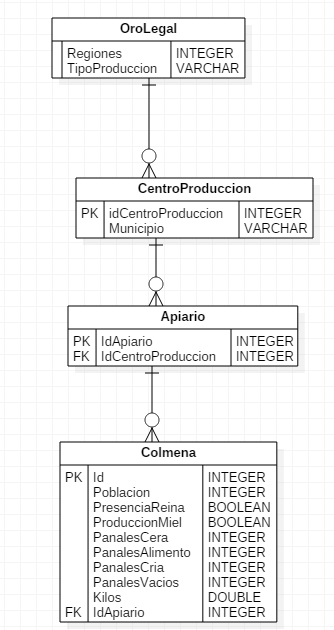 OroLegal
Regiones INTEGER
TipoProduccion VARCHAR
CentroProduccion
PK idCentroProduccion INTEGER
Municipio VARCHAR
Apiario
PK IdApiario INTEGER
FK IdCentroProduccion INTEGER
Colmena
PK Id INTEGER
Poblacion INTEGER
PresenciaReina BOOLEAN
ProduccionMiel BOOLEAN
PanalesCera INTEGER
PanalesAlimento INTEGER
PanalesCria INTEGER
PanalesVacios INTEGER
Kilos DOUBLE
FK IdApiario INTEGER